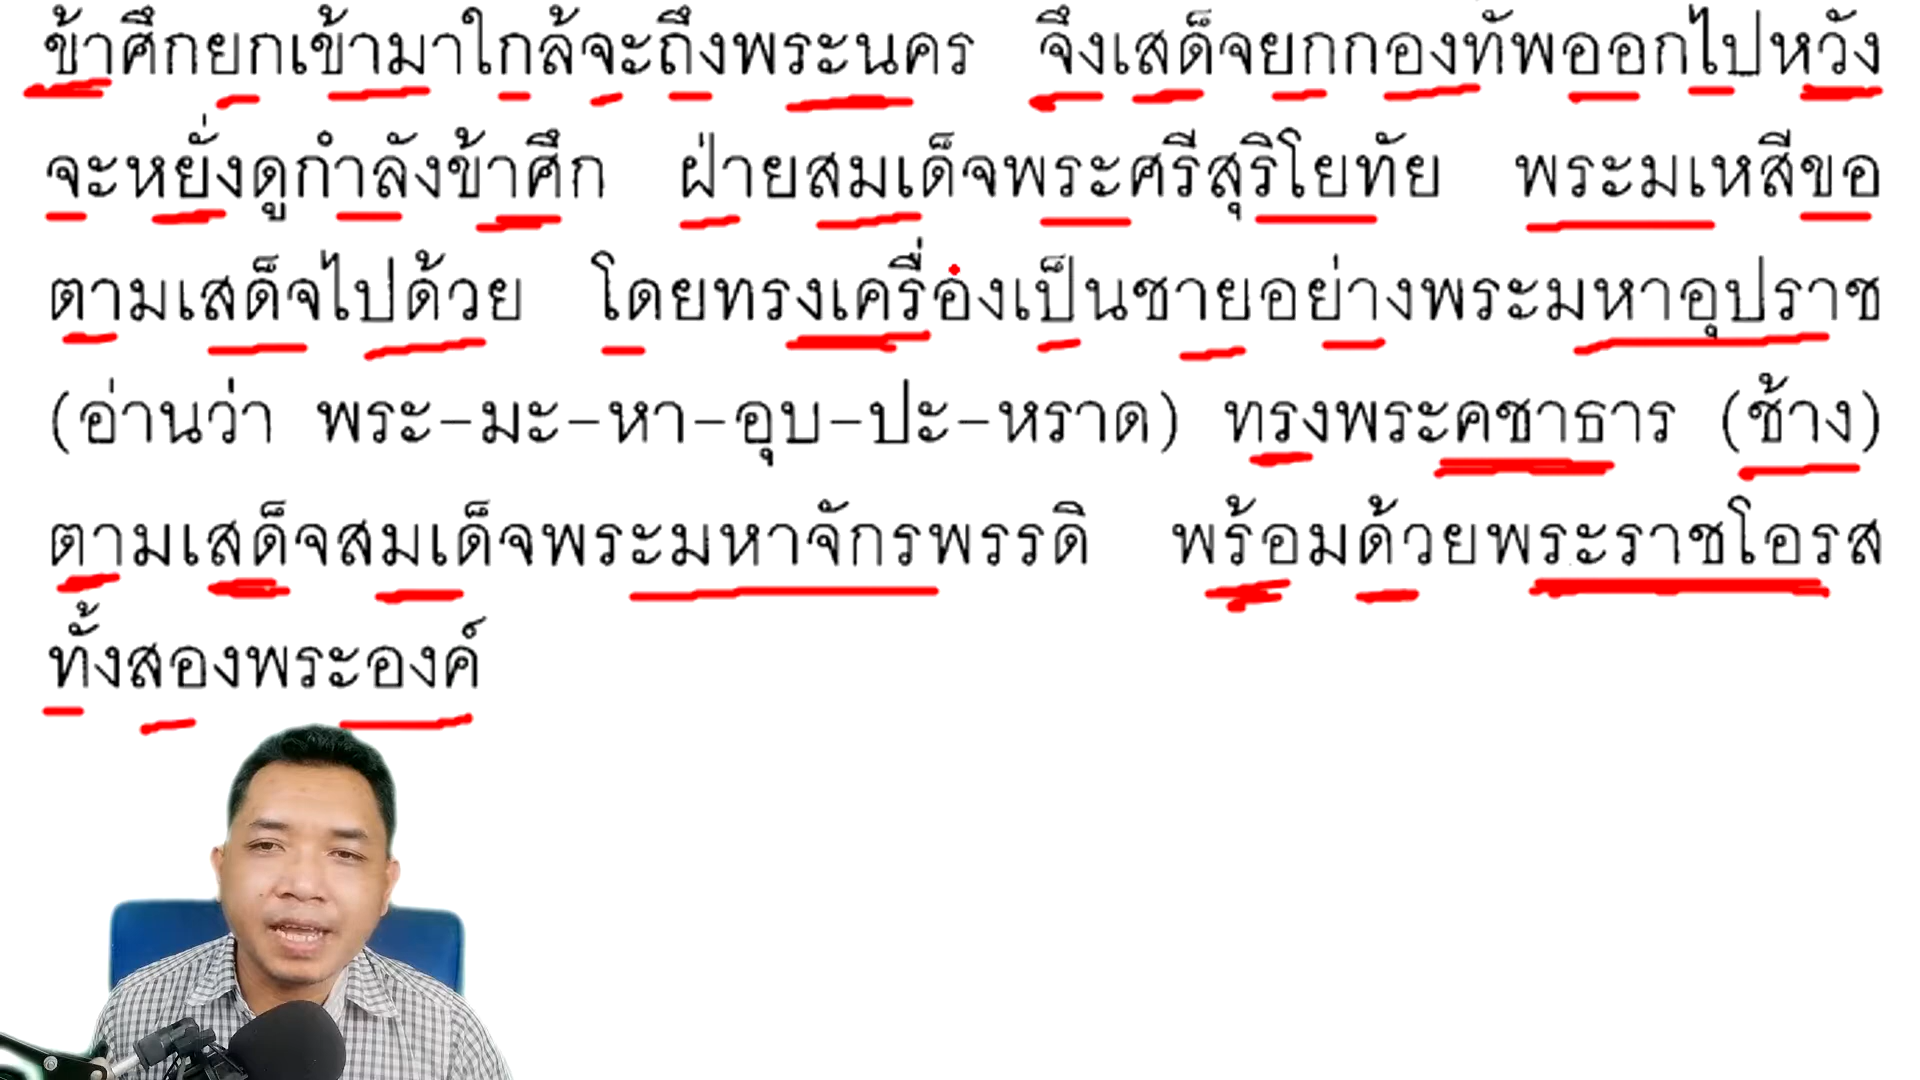 ข้าศึกยกเข้ามาใกล้จะถึงพระนคร จึงเสด็จยกกองทัพออกไปหวัง
จะหยั่งดูกำลังข้าศึก ฝ่ายสมเด็จพระศรีสุริโยทัย พระมเหสีขอ
ตามเสด็จไปด้วย โดยทรงเครื่องเป็นชายอย่างพระมหาอุปราช
(อ่านว่า พระ-มะ-หา-อุบ-ปะ-หราด) ทรงพระคชาธาร (ช้าง)
ตามเสด็จสมเด็จพระมหาจักรพรรดิ พร้อมด้วยพระราชโอรส
ทั้งสองพระองค์